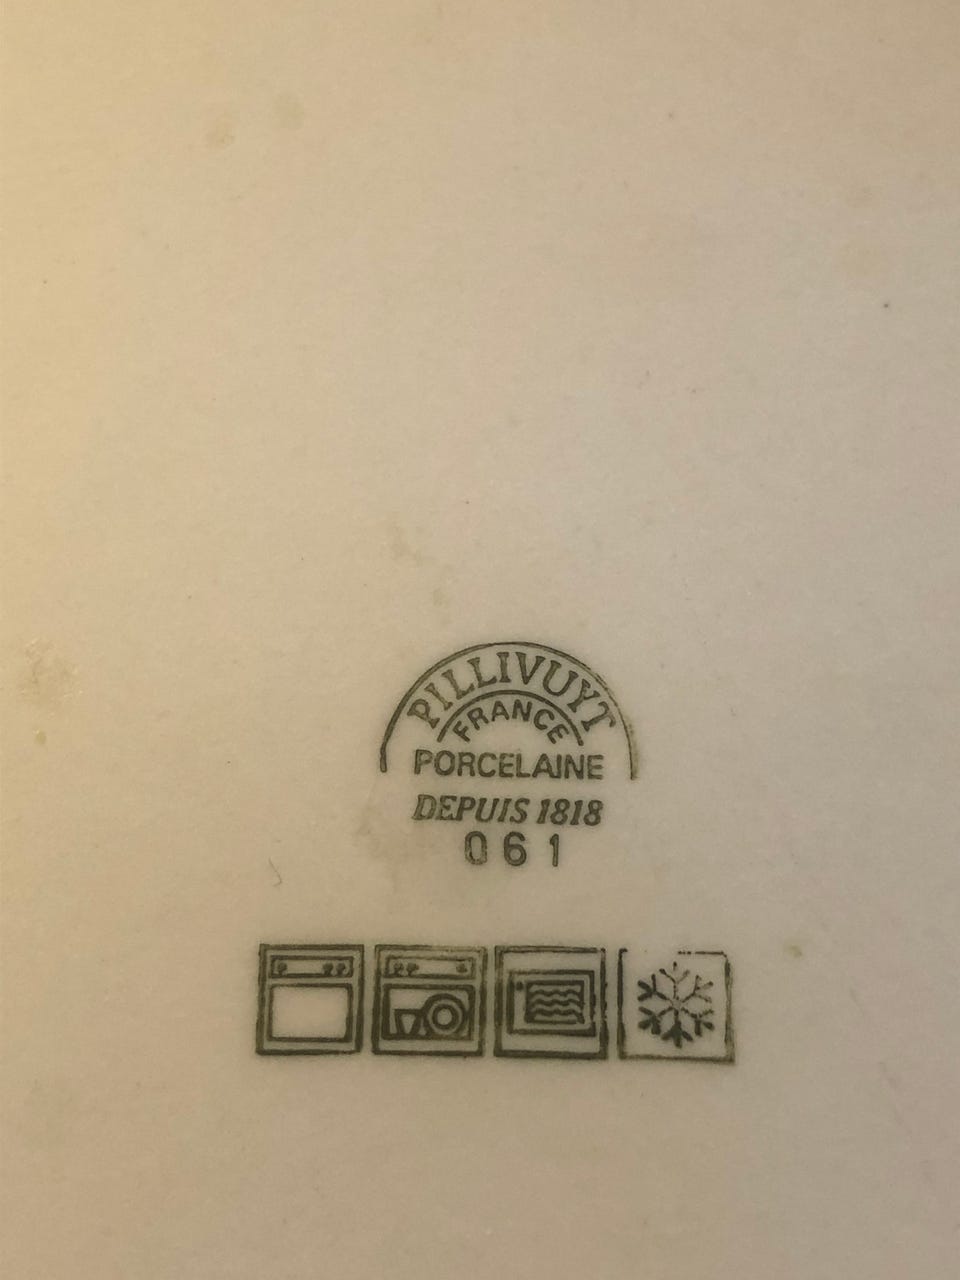 PILLIVUYT
FRANCE
PORCELAINE
DEPUIS 1818
061